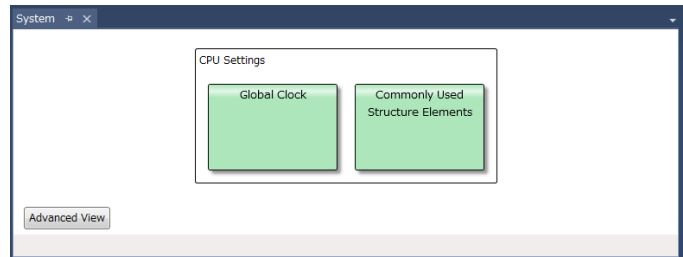 System
CPU Settings
Global Clock
Commonly Used
Structure Elements
Advanced View